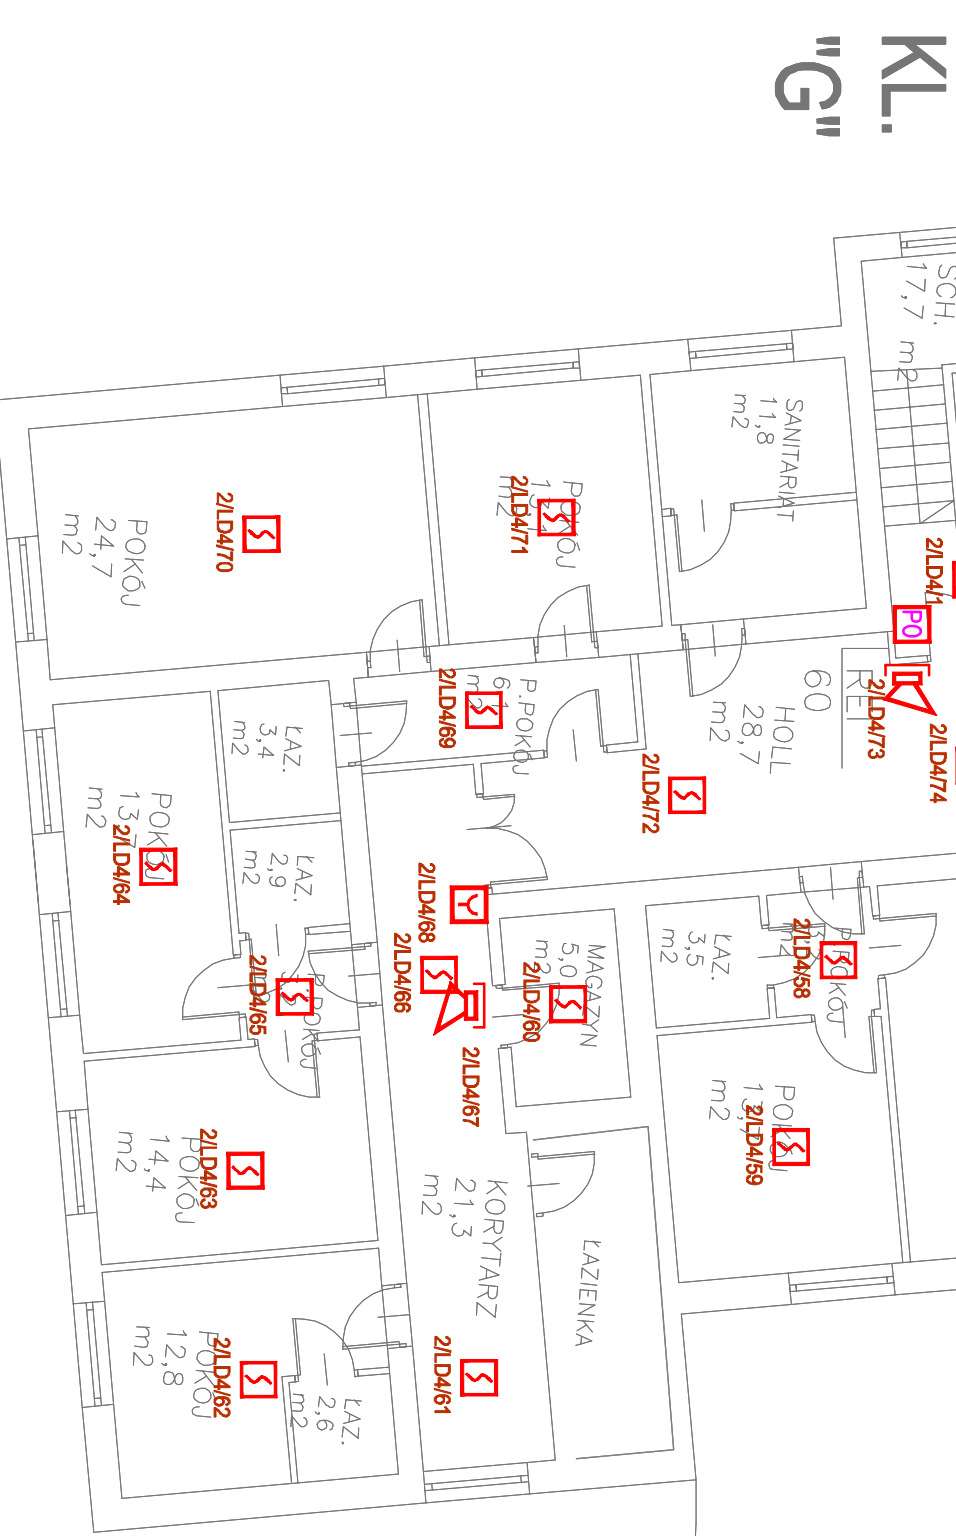 KL.
"G"
SCH.
17,7 m2
SANITARIAT
11,8
m2
2/LD4/1
PO
2/LD4/73
2/LD4/74
REI
60
HOLL
28,7
m2
2/LD4/72
POKÓJ
m2
2/LD4/71
POKÓJ
24,7
m2
2/LD4/70
P.POKÓJ
m2
2/LD4/69
ŁAZ.
3,4
m2
ŁAZ.
2,9
m2
POKÓJ
m2
2/LD4/64
2/LD4/65
POKÓJ
14,4
m2
2/LD4/63
POKÓJ
12,8
m2
2/LD4/62
ŁAZ.
2,6
m2
2/LD4/68
2/LD4/66
2/LD4/67
MAGAZYN
5,0
m2
2/LD4/60
ŁAZ.
3,5
m2
2/LD4/58
POKÓJ
m2
2/LD4/59
KORYTARZ
21,3
m2
2/LD4/61
ŁAZIENKA